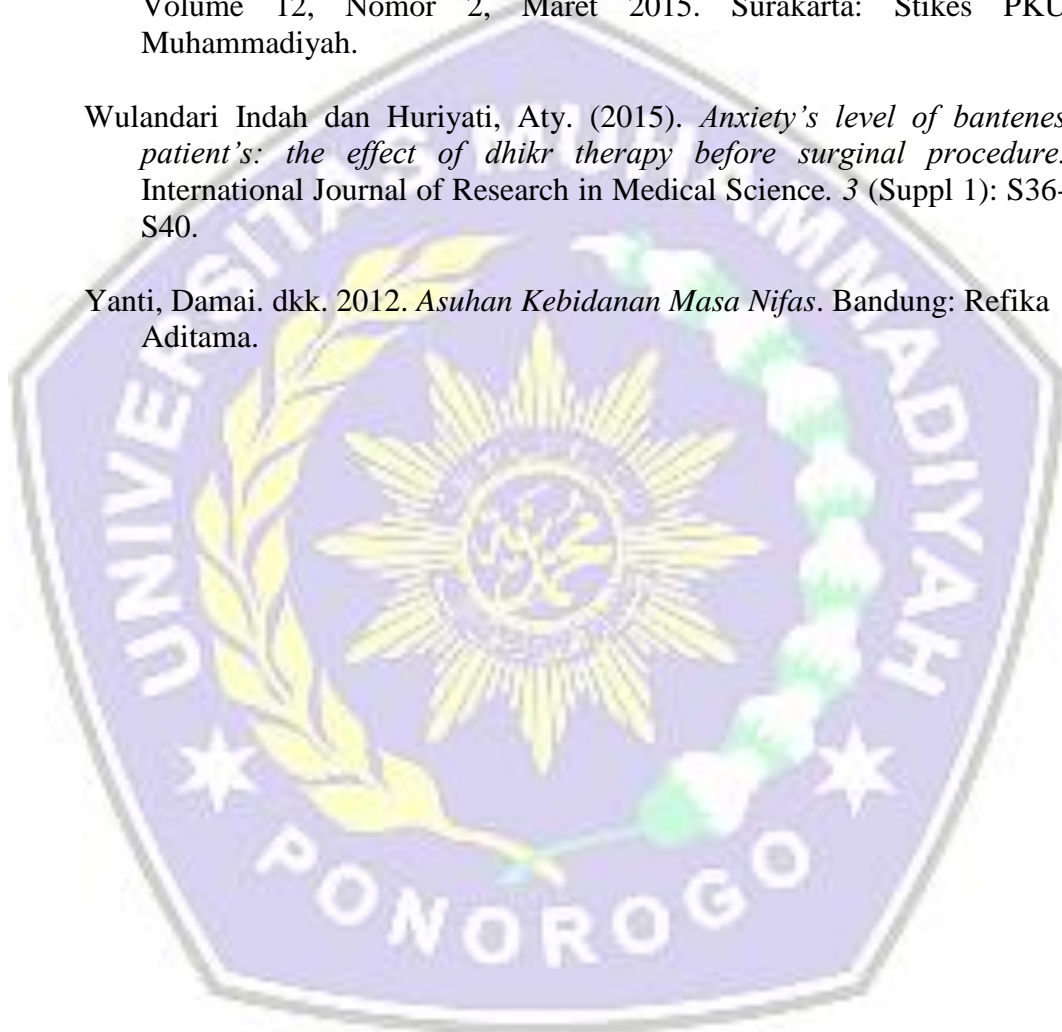 Volume 12, Nomor 2, Maret 2015. Surakarta: Stikes PKU
Muhammadiyah.
Wulandari Indah dan Huriyati, Aty. (2015). Anxiety’s level of bantenes
patient’s: the effect of dhikr therapy before surginal procedure.
International Journal of Research in Medical Science. 3 (Suppl 1): S36-
S40.
Yanti, Damai. dkk. 2012. Asuhan Kebidanan Masa Nifas. Bandung: Refika
Aditama.
UNIVERSITAS MUHAMMADIYAH
PONOROGO